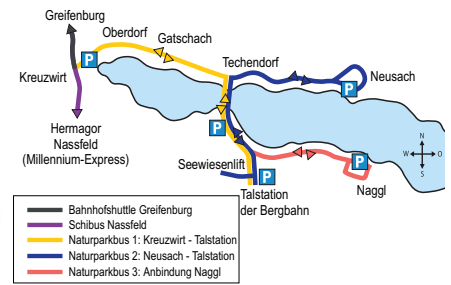 Greifenburg
Oberdorf
Gatschach
P
Techendorf
Neusach
Kreuzwirt
P
P
Hermagor
Nassfeld
(Millennium-Express)
Seewiesenlift
P
P
Talstation
der Bergbahn
Naggl
N
W
O
S
Bahnhofshuttle Greifenburg
Schibus Nassfeld
Naturparkbus 1: Kreuzwirt - Talstation
Naturparkbus 2: Neusach - Talstation
Naturparkbus 3: Anbindung Naggl